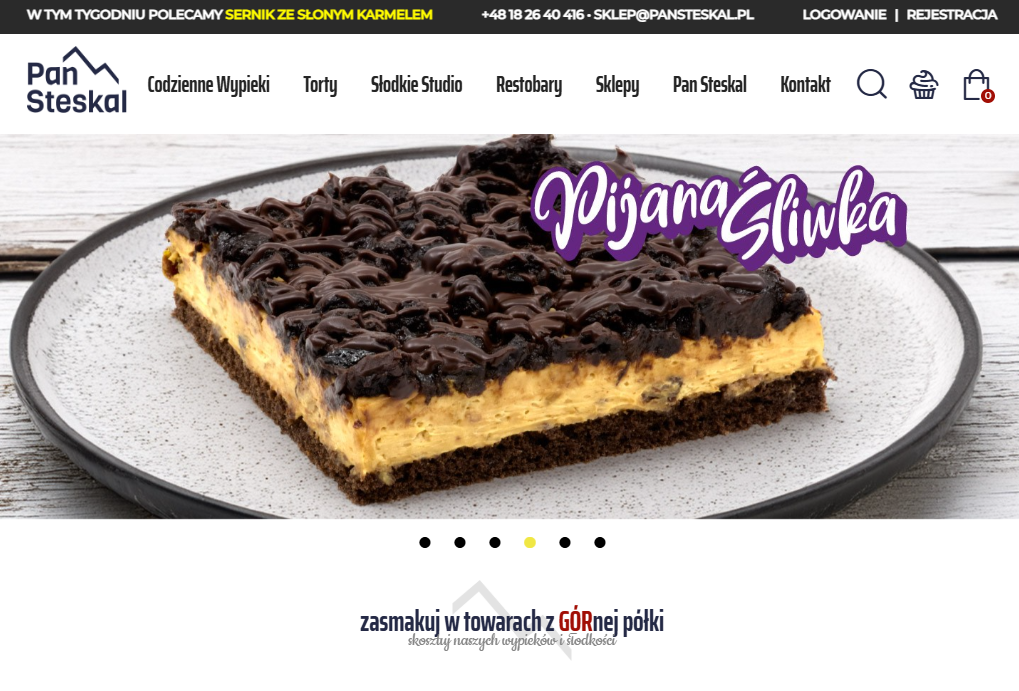 W TYM TYGODNIU POLECAMY SERNIK ZE SŁONYM KARMELEM +48 18 26 40 416 - SKLEP@PANSTESKAL.PL LOGOWANIE | REJESTRACJA
Pan
Steskal
Codzienne Wypieki Torty Słodkie Studio Restobary Sklepy Pan Steskal Kontakt
0
Pijana Śliwka
zasmakuj w towarach z GÓRnej półki
skosztuj naszych wypieków i słodkości